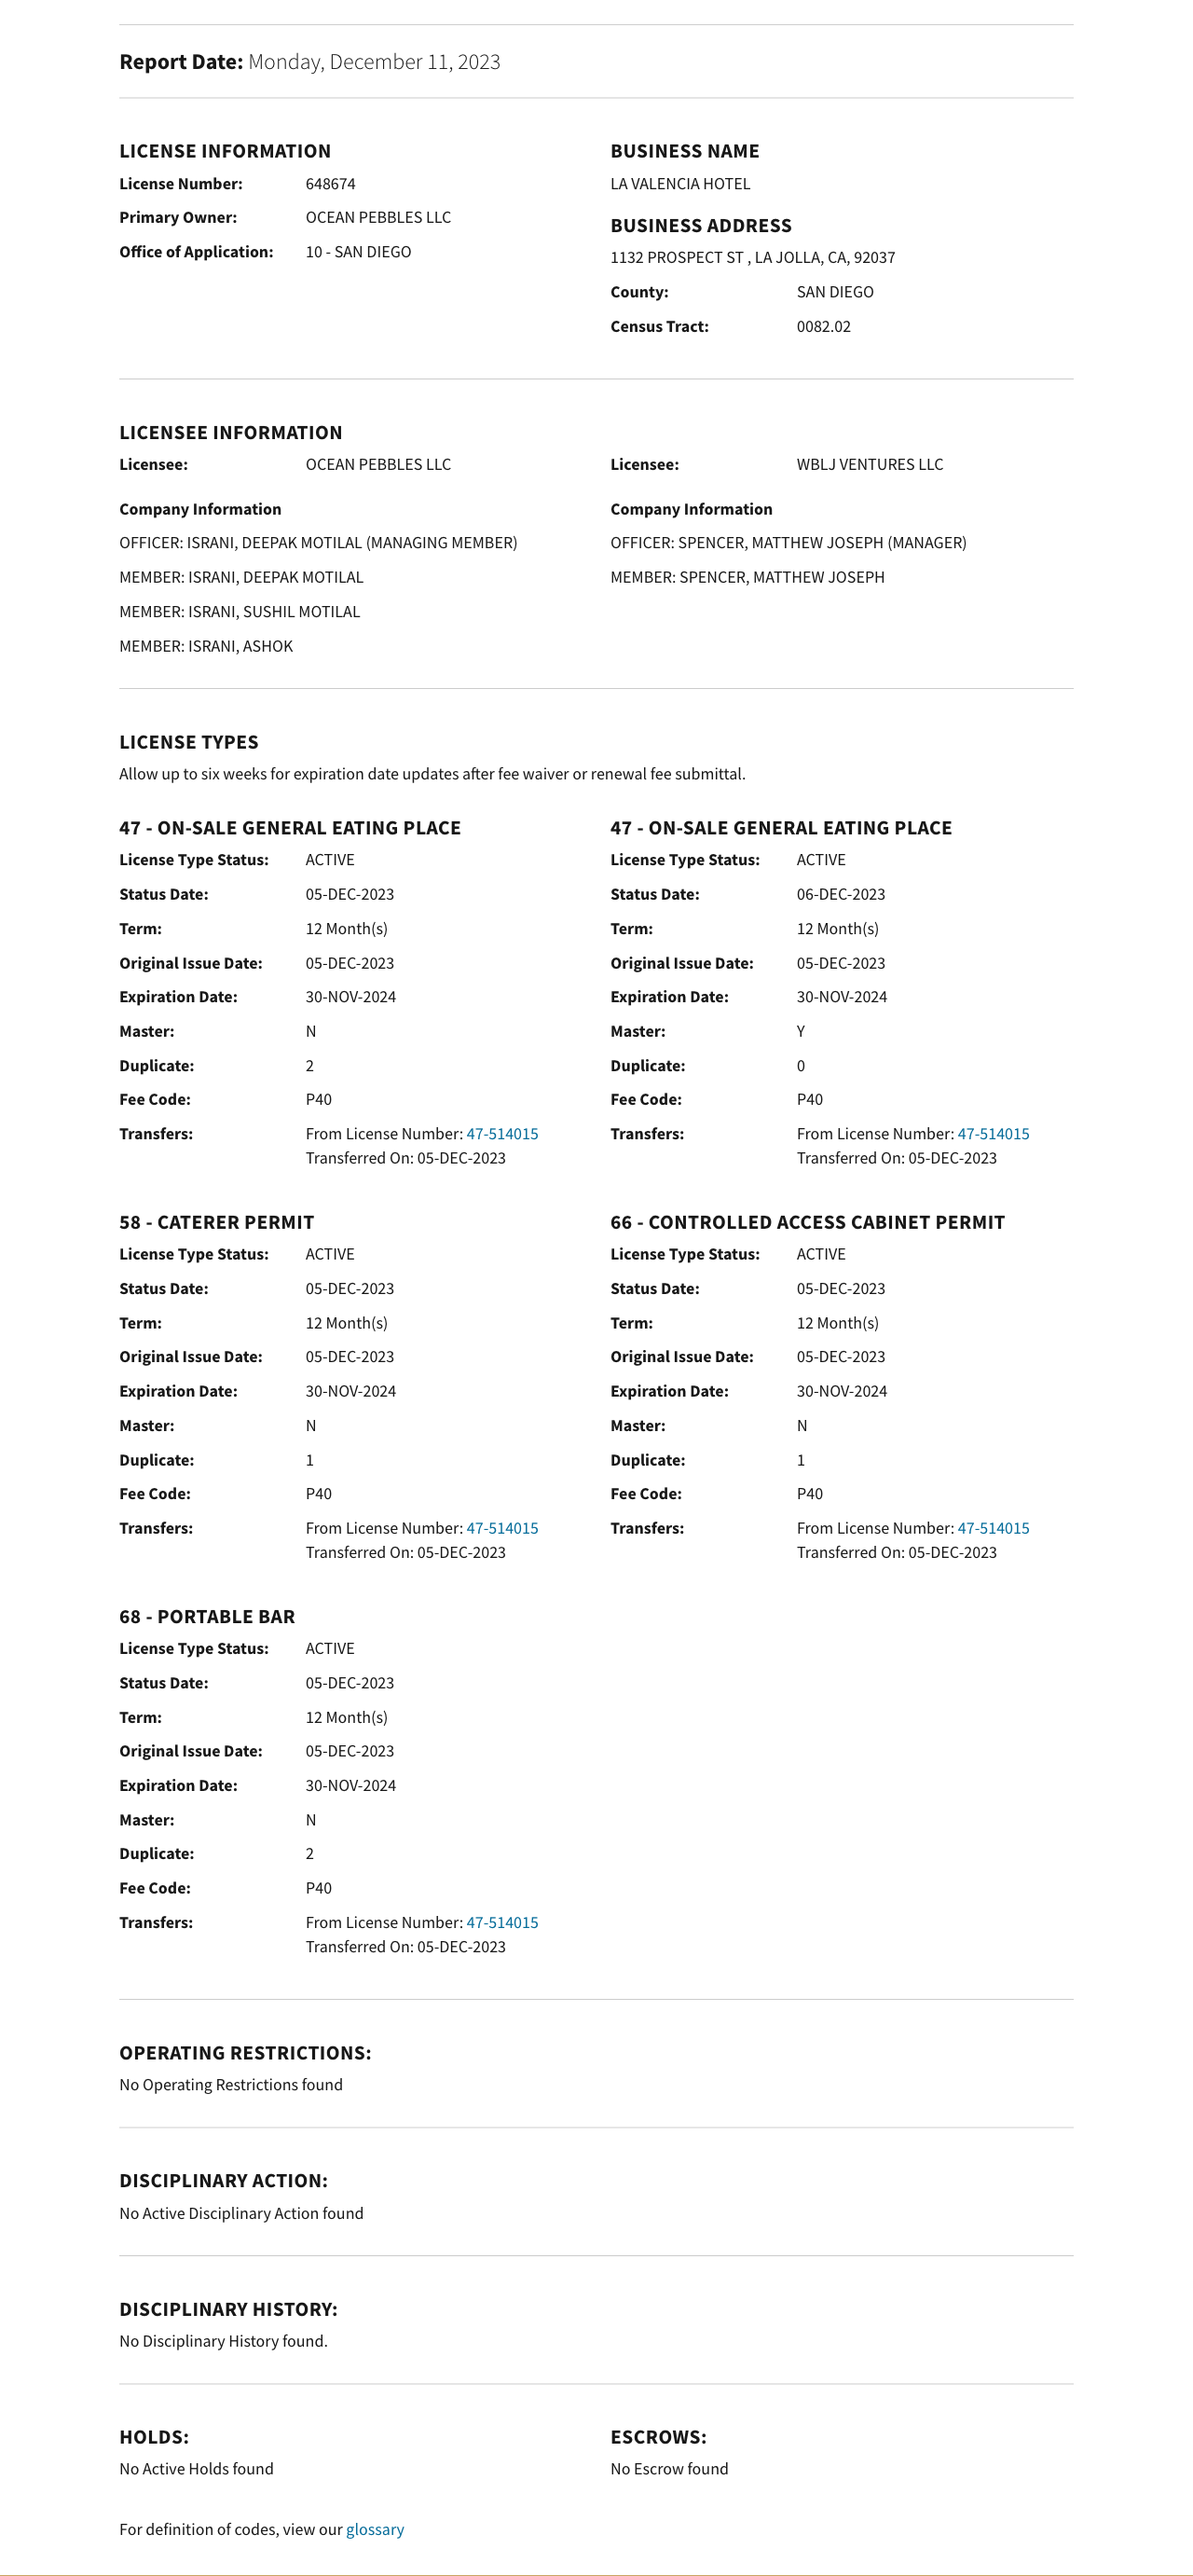 Report Date: Monday, December 11, 2023
LICENSE INFORMATION
License Number: 648674
Primary Owner: OCEAN PEBBLES LLC
Office of Application: 10 - SAN DIEGO
BUSINESS NAME
LA VALENCIA HOTEL
BUSINESS ADDRESS
1132 PROSPECT ST , LA JOLLA, CA, 92037
County: SAN DIEGO
Census Tract: 0082.02
LICENSEE INFORMATION
Licensee: OCEAN PEBBLES LLC
Company Information
OFFICER: ISRANI, DEEPAK MOTILAL (MANAGING MEMBER)
MEMBER: ISRANI, DEEPAK MOTILAL
MEMBER: ISRANI, SUSHIL MOTILAL
MEMBER: ISRANI, ASHOK
Licensee: WBLJ VENTURES LLC
Company Information
OFFICER: SPENCER, MATTHEW JOSEPH (MANAGER)
MEMBER: SPENCER, MATTHEW JOSEPH
LICENSE TYPES
Allow up to six weeks for expiration date updates after fee waiver or renewal fee submittal.
47 - ON-SALE GENERAL EATING PLACE
License Type Status: ACTIVE
Status Date: 05-DEC-2023
Term: 12 Month(s)
Original Issue Date: 05-DEC-2023
Expiration Date: 30-NOV-2024
Master: N
Duplicate: 2
Fee Code: P40
Transfers: From License Number: 47-514015
Transferred On: 05-DEC-2023
47 - ON-SALE GENERAL EATING PLACE
License Type Status: ACTIVE
Status Date: 06-DEC-2023
Term: 12 Month(s)
Original Issue Date: 05-DEC-2023
Expiration Date: 30-NOV-2024
Master: Y
Duplicate: 0
Fee Code: P40
Transfers: From License Number: 47-514015
Transferred On: 05-DEC-2023
58 - CATERER PERMIT
License Type Status: ACTIVE
Status Date: 05-DEC-2023
Term: 12 Month(s)
Original Issue Date: 05-DEC-2023
Expiration Date: 30-NOV-2024
Master: N
Duplicate: 1
Fee Code: P40
Transfers: From License Number: 47-514015
Transferred On: 05-DEC-2023
66 - CONTROLLED ACCESS CABINET PERMIT
License Type Status: ACTIVE
Status Date: 05-DEC-2023
Term: 12 Month(s)
Original Issue Date: 05-DEC-2023
Expiration Date: 30-NOV-2024
Master: N
Duplicate: 1
Fee Code: P40
Transfers: From License Number: 47-514015
Transferred On: 05-DEC-2023
68 - PORTABLE BAR
License Type Status: ACTIVE
Status Date: 05-DEC-2023
Term: 12 Month(s)
Original Issue Date: 05-DEC-2023
Expiration Date: 30-NOV-2024
Master: N
Duplicate: 2
Fee Code: P40
Transfers: From License Number: 47-514015
Transferred On: 05-DEC-2023
OPERATING RESTRICTIONS:
No Operating Restrictions found
DISCIPLINARY ACTION:
No Active Disciplinary Action found
DISCIPLINARY HISTORY:
No Disciplinary History found.
HOLDS:
No Active Holds found
ESCROWS:
No Escrow found
For definition of codes, view our glossary